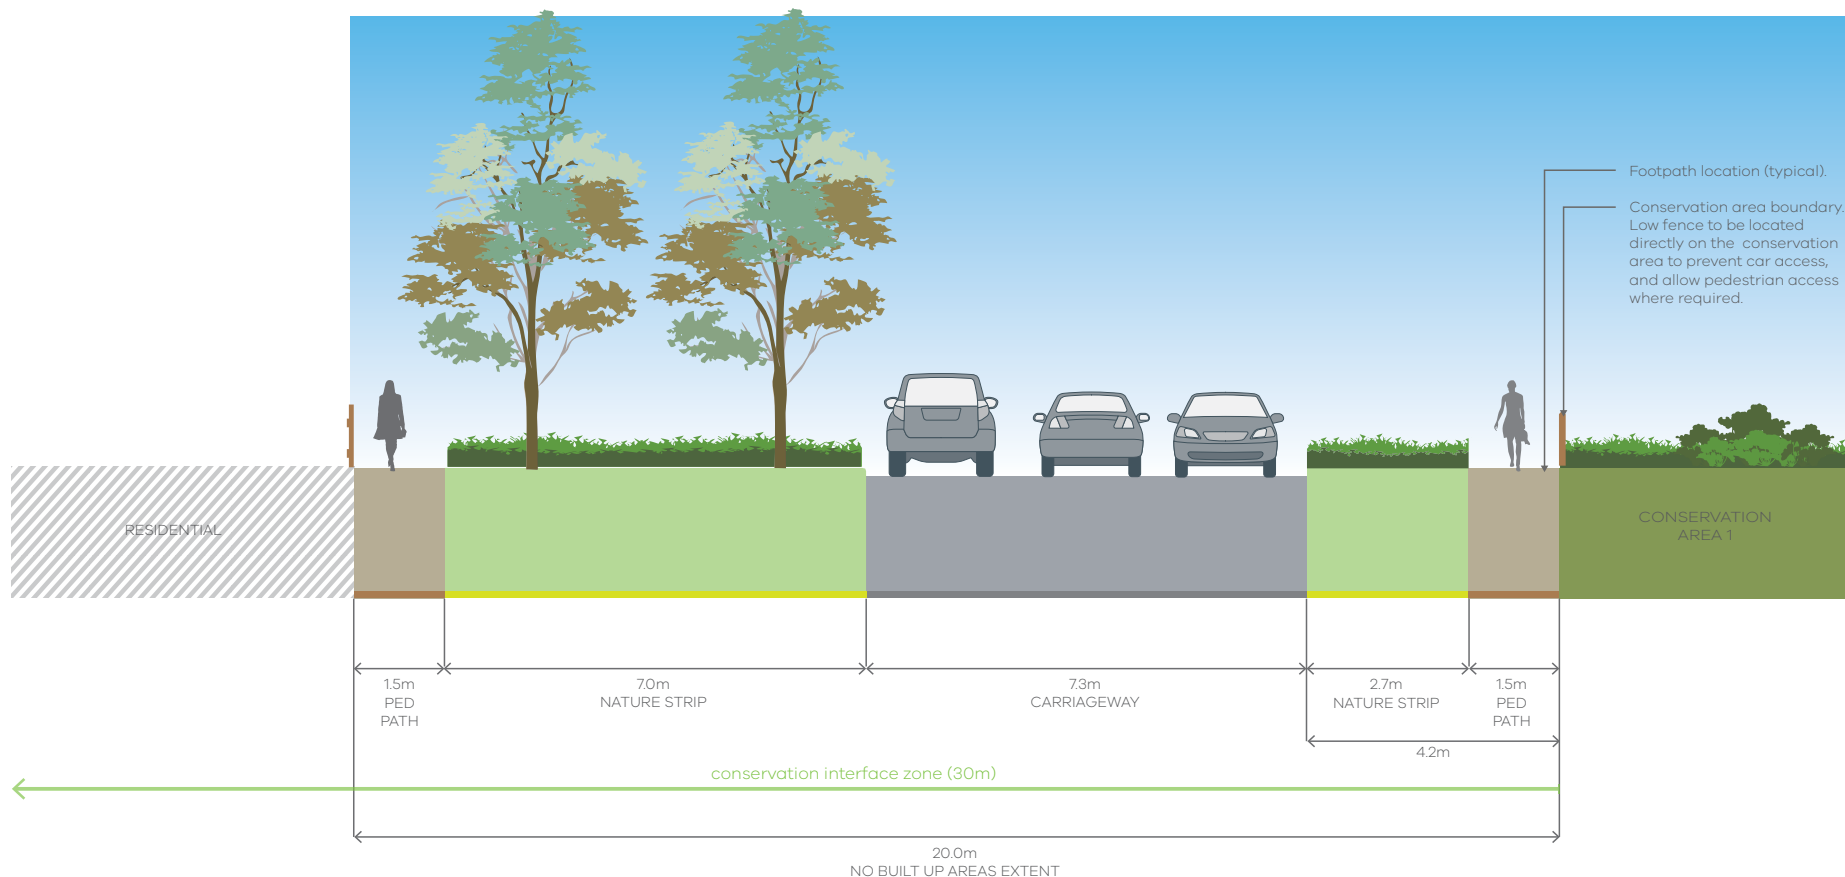 Footpath location (typical).
Conservation area boundary.
Low fence to be located
directly on the conservation
area to prevent car access,
and allow pedestrian access
where required.
RESIDENTIAL
CONSERVATION
AREA 1
1.5m
PED
PATH
7.0m
NATURE STRIP
7.3m
CARRIAGEWAY
2.7m
NATURE STRIP
1.5m
PED
PATH
4.2m
conservation interface zone (30m)
20.0m
NO BUILT UP AREAS EXTENT